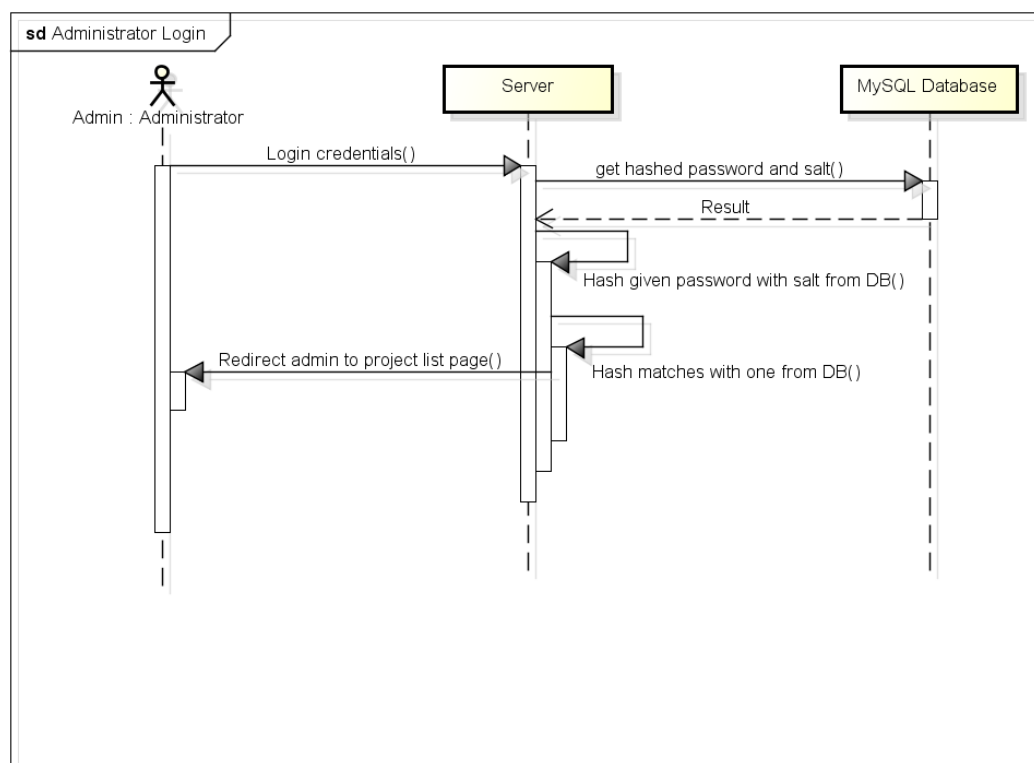 sd Administrator Login
Admin : Administrator
Server
MySQL Database
Login credentials()
get hashed password and salt()
Result
Hash given password with salt from DB()
Redirect admin to project list page()
Hash matches with one from DB()